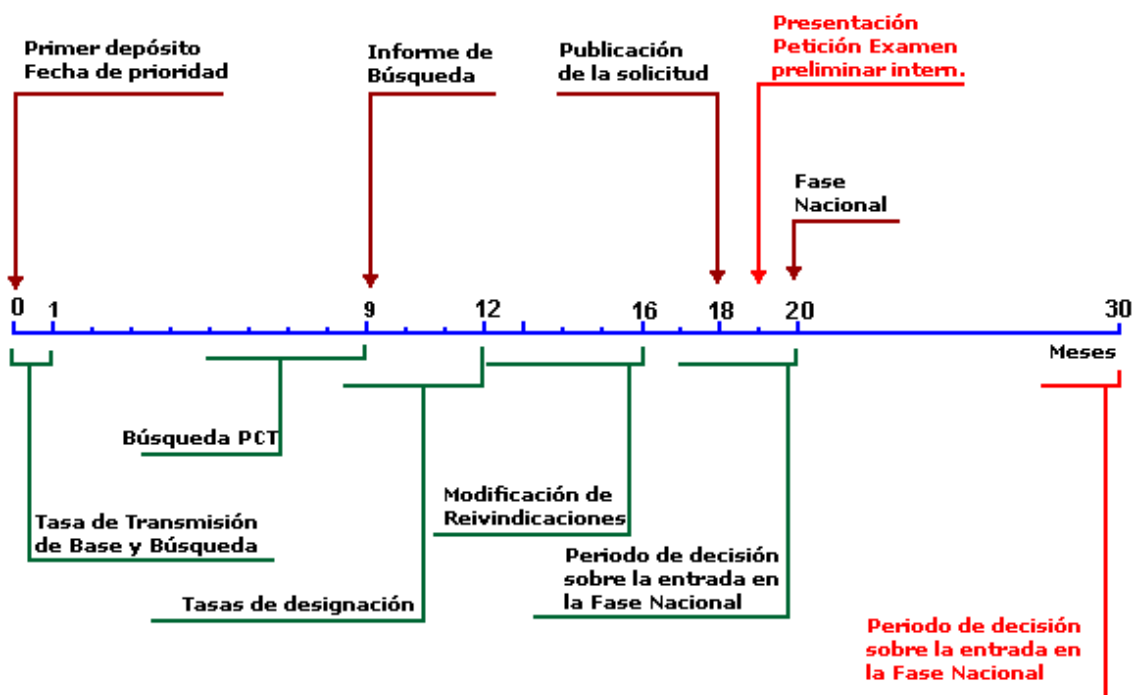 Primer depósito
Fecha de prioridad
Informe de
Búsqueda
Publicación
de la solicitud
Presentación
Petición Examen
preliminar intern.
Fase
Nacional
0 1 9 12 16 18 20 30
Meses
Búsqueda PCT
Tasa de Transmisión
de Base y Búsqueda
Tasas de designación
Modificación de
Reivindicaciones
Periodo de decisión
sobre la entrada en
la Fase Nacional
Periodo de decisión
sobre la entrada en
la Fase Nacional